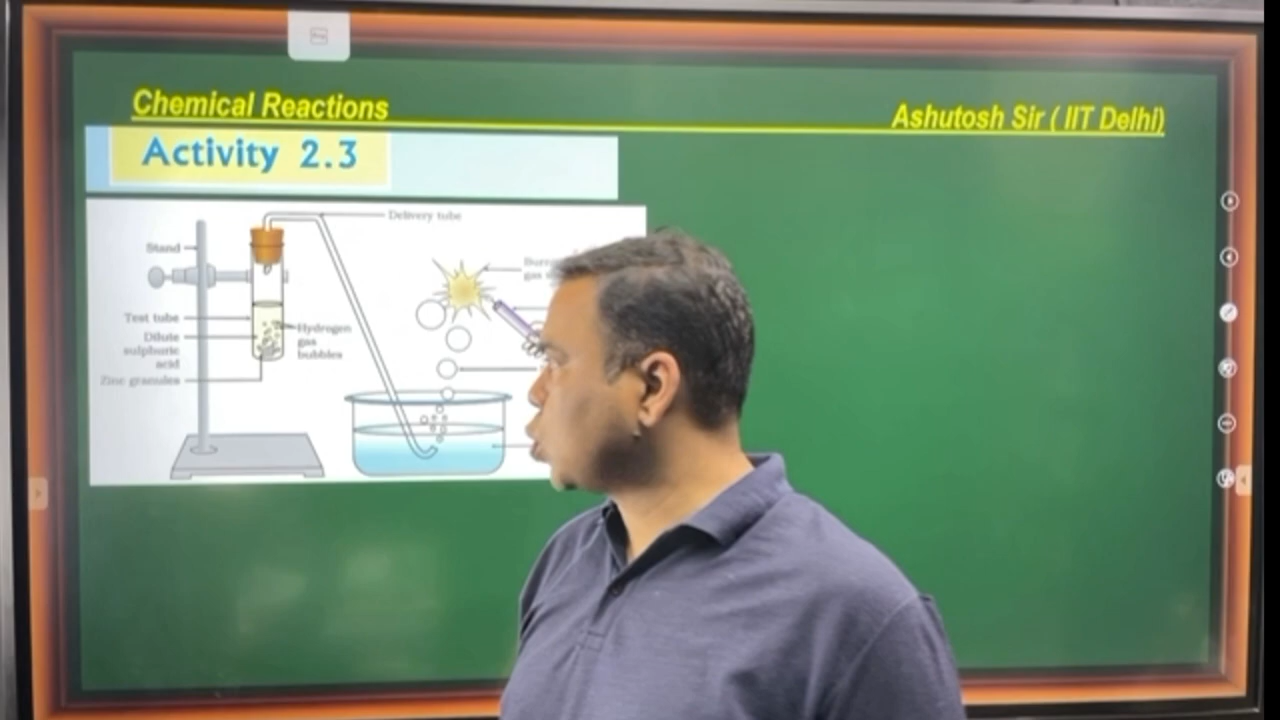 Chemical Reactions
Ashutosh Sir ( IIT Delhi)
Activity 2.3
Delivery tube
Stand
gas
Test tube
Dilute
sulphuric
acid
Hydrogen
gas
bubbles
Zinc granules